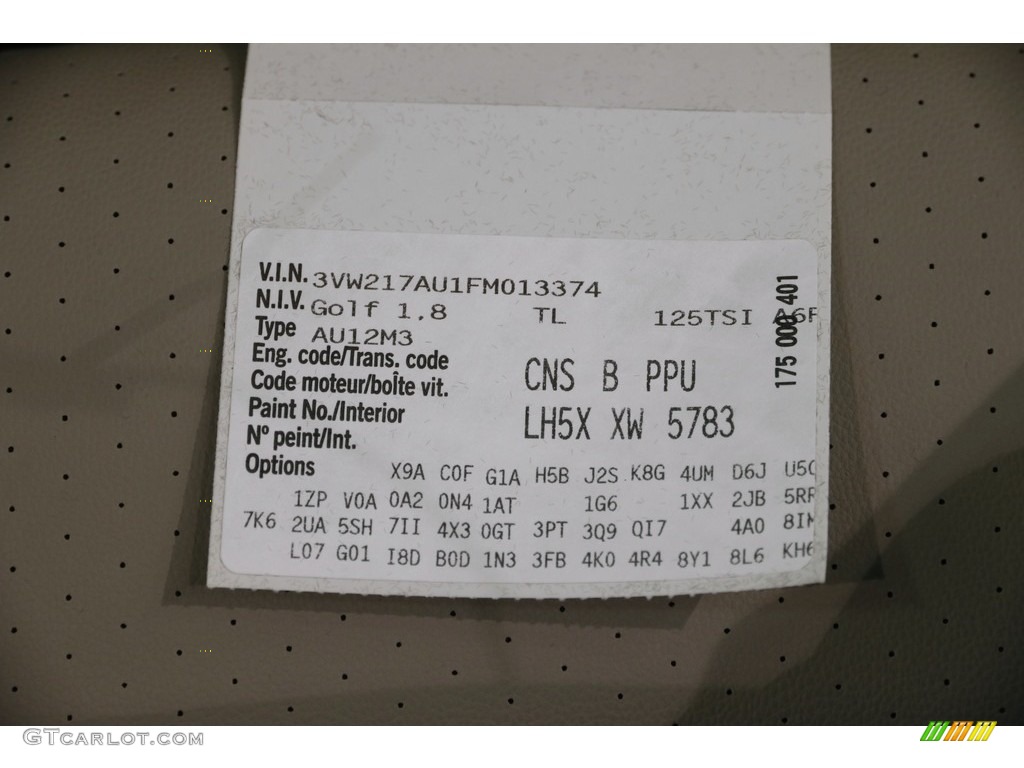 V.I.N. 3VW217AU1FM013374
N.I.V. Golf 1,8 TL 125TSI
Type AU12M3
Eng. code/Trans. code
Code moteur/boîte vit. CNS B PPU
Paint No./Interior LH5X XW 5783
N° peint/Int.
175 000 401
Options X9A C0F G1A H5B J2S K8G 4UM D6J
1ZP V0A 0A2 0N4 1AT 1G6 1XX 2JB
7K6 2UA 5SH 7II 4X3 0GT 3PT 3Q9 QI7 4A0
L07 G01 I8D B0D 1N3 3FB 4K0 4R4 8Y1 8L6 KH6
GTCARLOT.COM